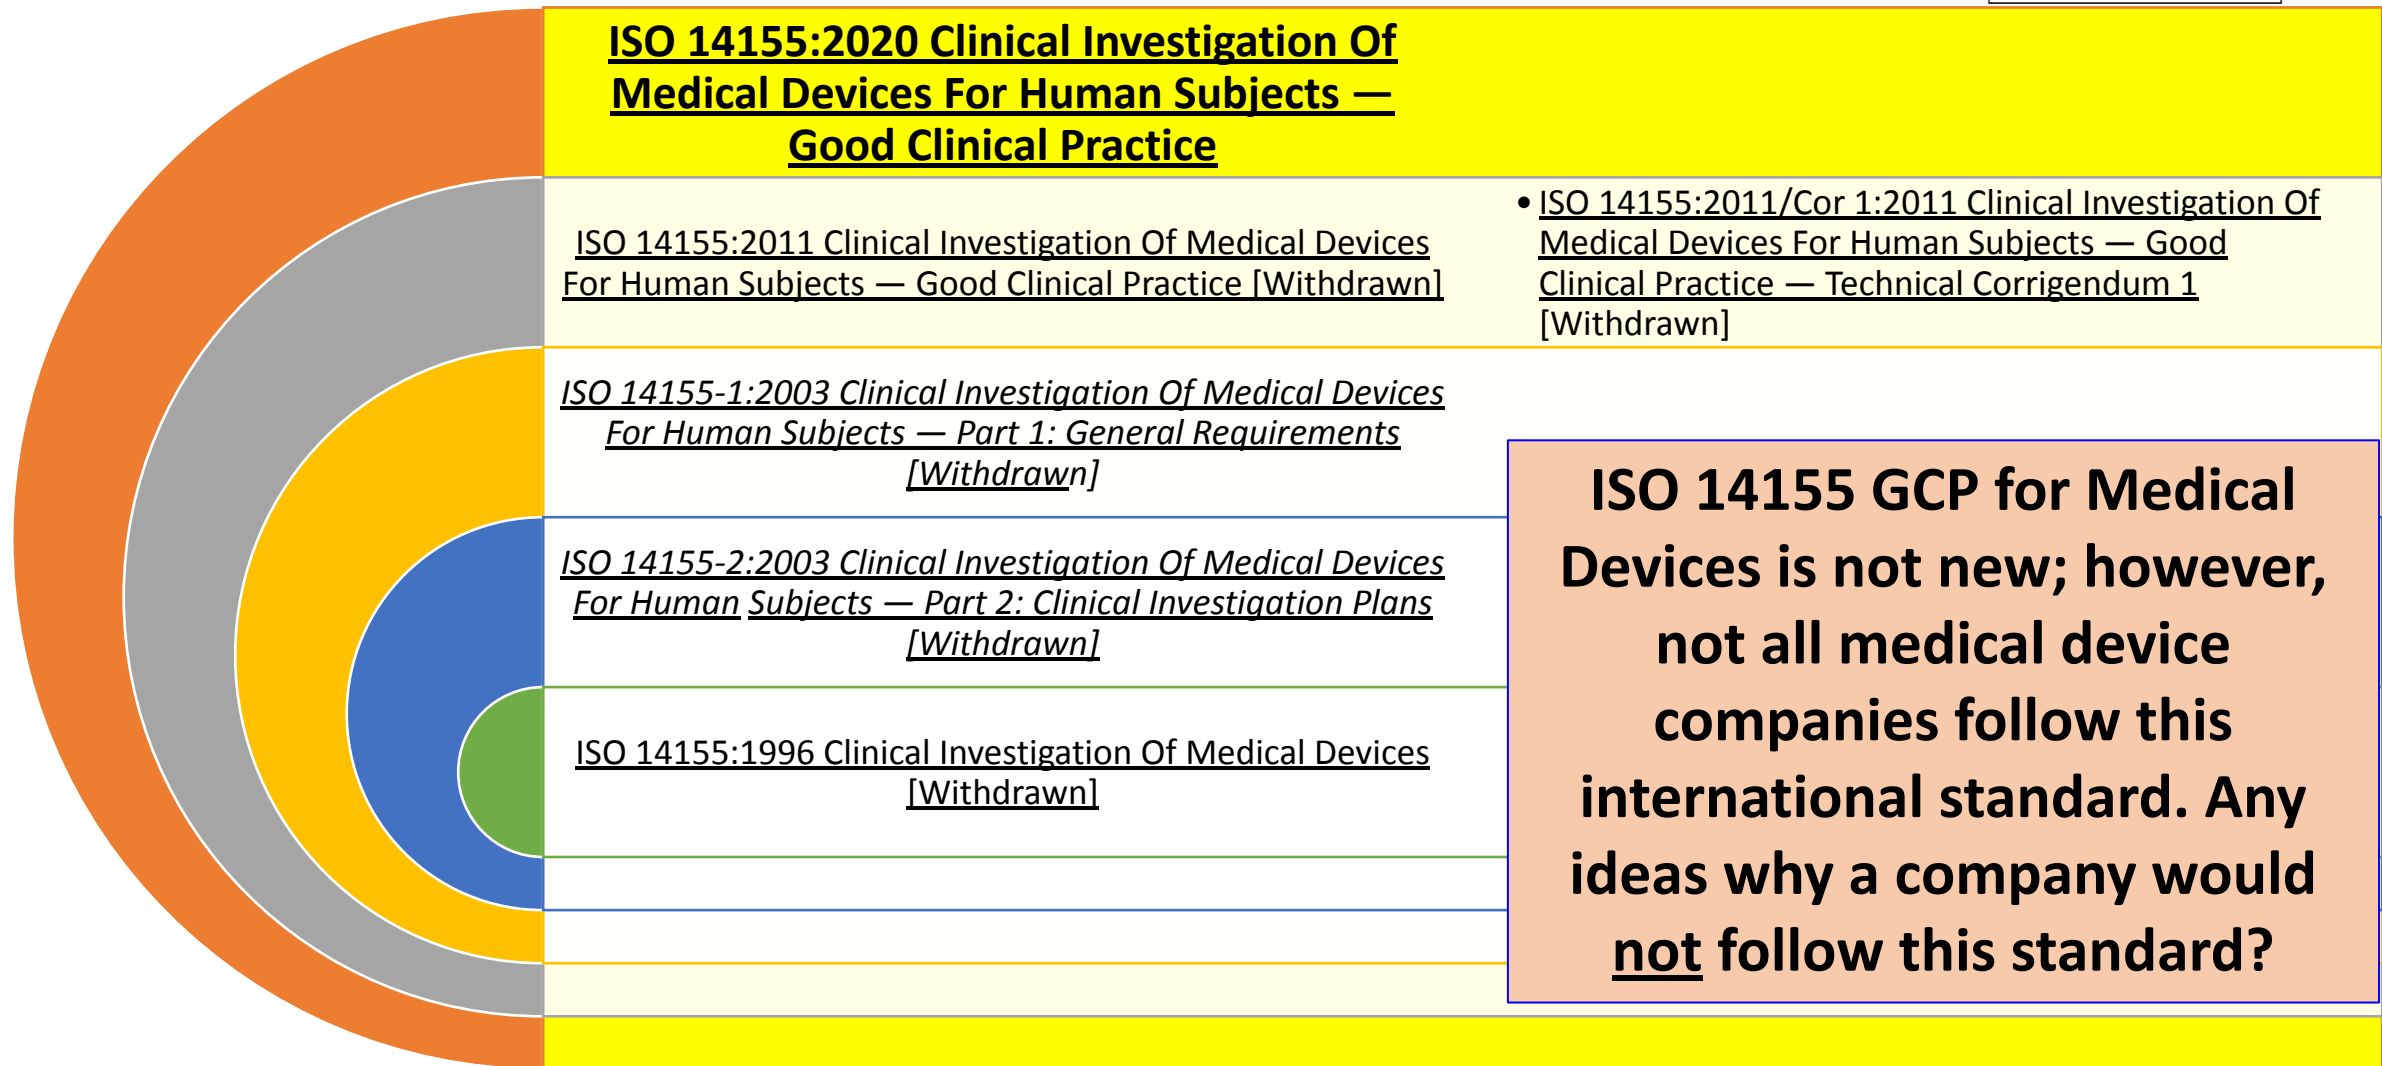 ISO 14155:2020 Clinical Investigation Of
Medical Devices For Human Subjects —
Good Clinical Practice
ISO 14155:2011 Clinical Investigation Of Medical Devices
For Human Subjects — Good Clinical Practice [Withdrawn]
• ISO 14155:2011/Cor 1:2011 Clinical Investigation Of
Medical Devices For Human Subjects — Good
Clinical Practice — Technical Corrigendum 1
[Withdrawn]
ISO 14155-1:2003 Clinical Investigation Of Medical Devices
For Human Subjects — Part 1: General Requirements
[Withdrawn]
ISO 14155-2:2003 Clinical Investigation Of Medical Devices
For Human Subjects — Part 2: Clinical Investigation Plans
[Withdrawn]
ISO 14155:1996 Clinical Investigation Of Medical Devices
[Withdrawn]
ISO 14155 GCP for Medical
Devices is not new; however,
not all medical device
companies follow this
international standard. Any
ideas why a company would
not follow this standard?